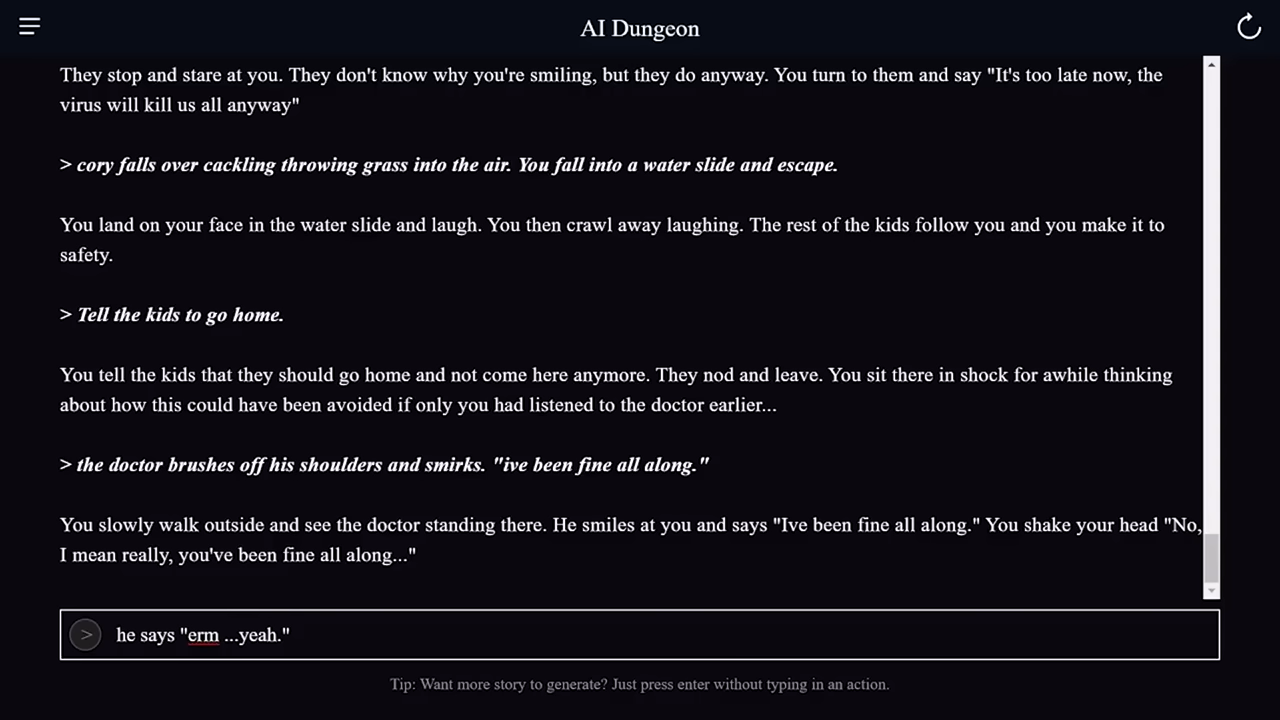 AI Dungeon
They stop and stare at you. They don't know why you're smiling, but they do anyway. You turn to them and say "It's too late now, the
virus will kill us all anyway"
> cory falls over cackling throwing grass into the air. You fall into a water slide and escape.
You land on your face in the water slide and laugh. You then crawl away laughing. The rest of the kids follow you and you make it to
safety.
> Tell the kids to go home.
You tell the kids that they should go home and not come here anymore. They nod and leave. You sit there in shock for awhile thinking
about how this could have been avoided if only you had listened to the doctor earlier...
> the doctor brushes off his shoulders and smirks. "ive been fine all along."
You slowly walk outside and see the doctor standing there. He smiles at you and says "Ive been fine all along." You shake your head "No,
I mean really, you've been fine all along..."
> he says "erm ...yeah."
Tip: Want more story to generate? Just press enter without typing in an action.